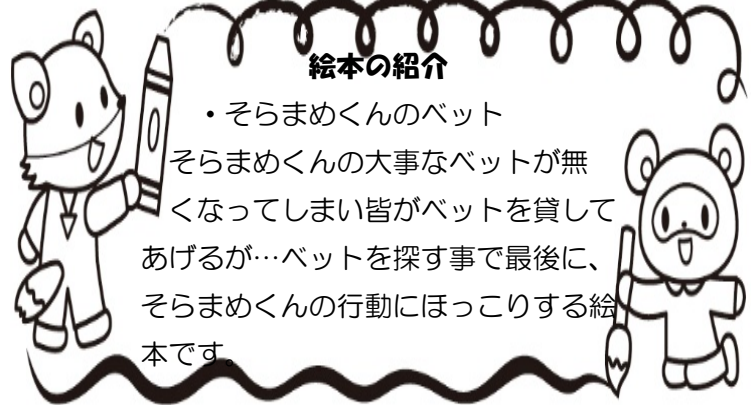 絵本の紹介
・そらまめくんのベット
そらまめくんの大事なベットが無
くなってしまい皆がベットを貸して
あげるが…ベットを探す事で最後に、
そらまめくんの行動にほっこりする絵
本です。